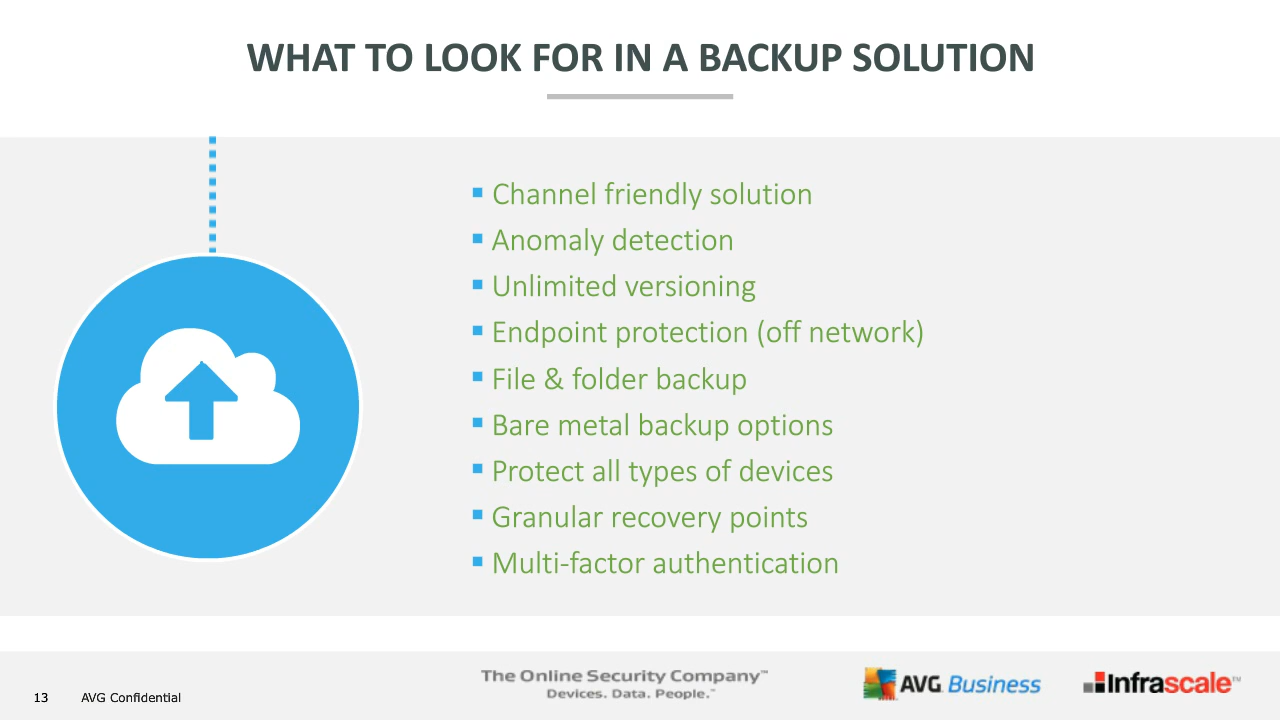 WHAT TO LOOK FOR IN A BACKUP SOLUTION
Channel friendly solution
Anomaly detection
Unlimited versioning
Endpoint protection (off network)
File & folder backup
Bare metal backup options
Protect all types of devices
Granular recovery points
Multi-factor authentication
13 AVG Confidential
The Online Security Company™
Devices. Data. People.™
AVG Business
Infrascale™